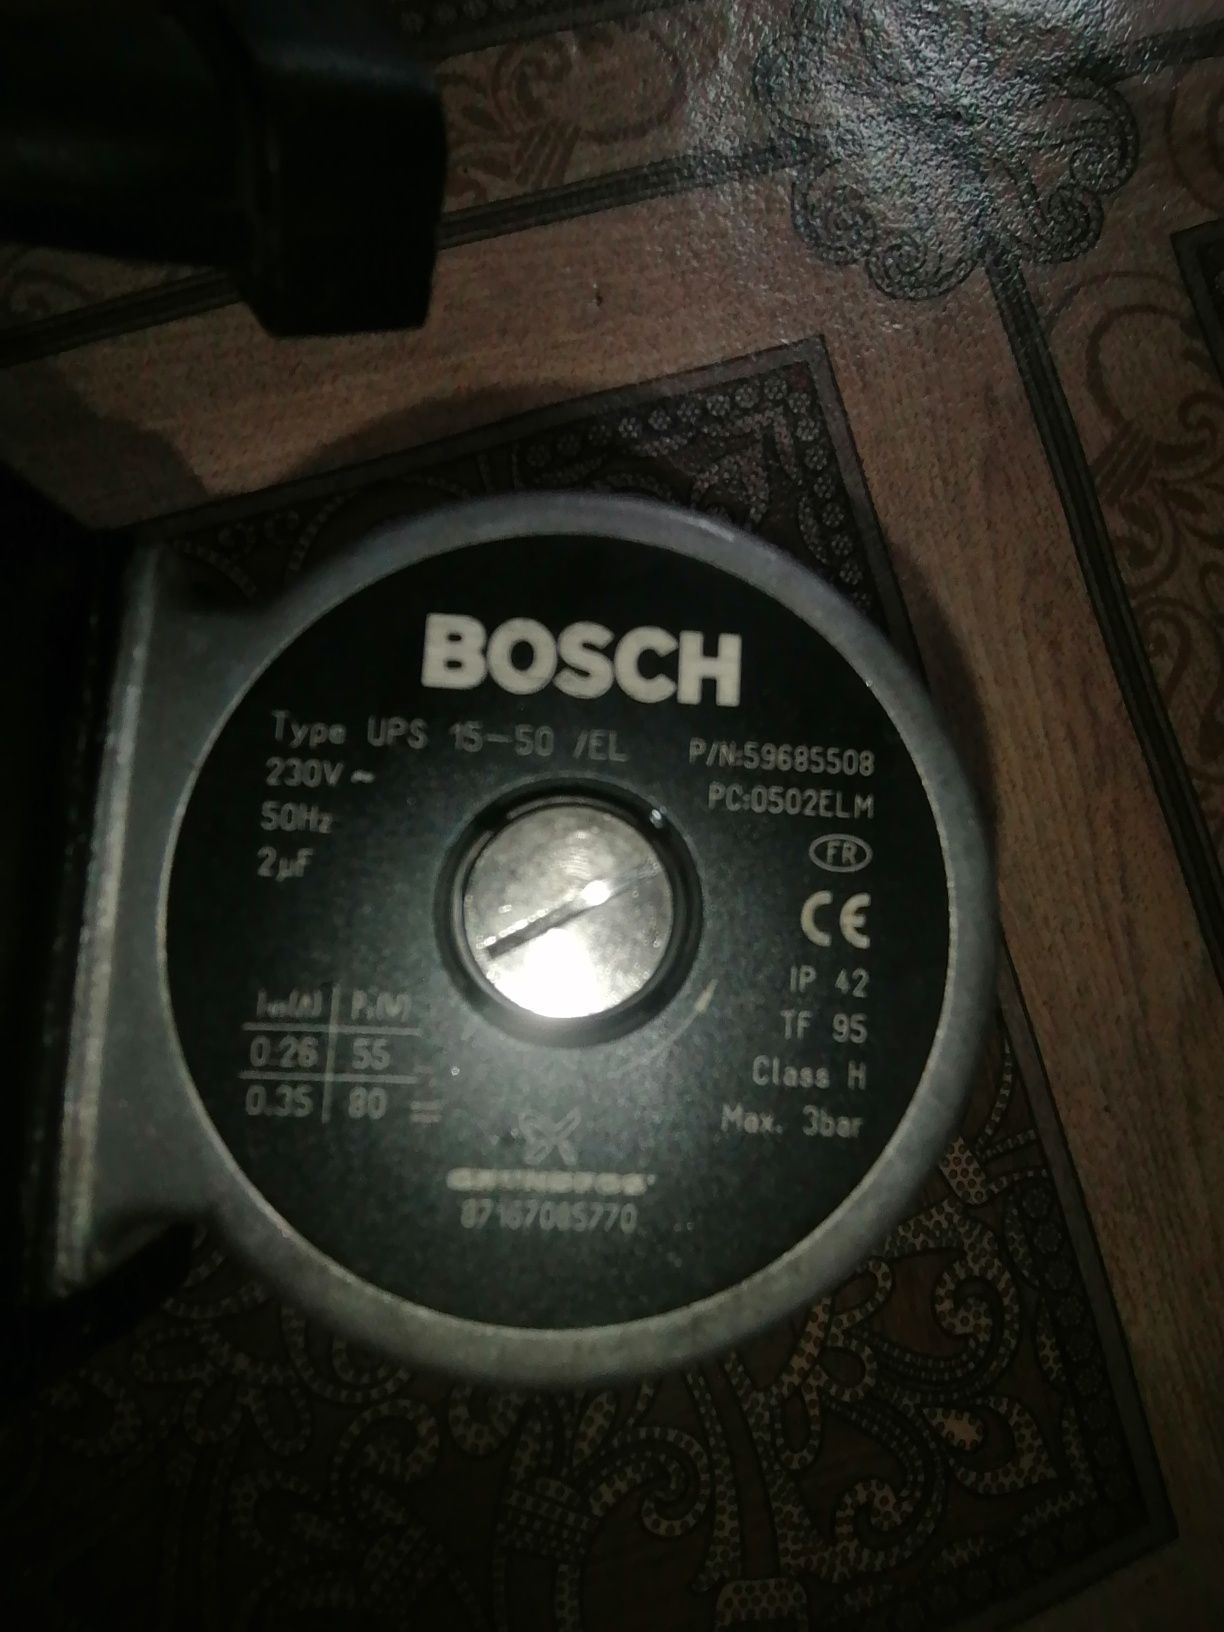 BOSCH
Type UPS 15-50 /EL
P/N:59685508
230V ~
PC:0502ELM
50Hz
2µF
FR
CE
IP 42
TF 95
Class H
Max. 3bar
0.26 55
0.35 80
GRUNDFOS